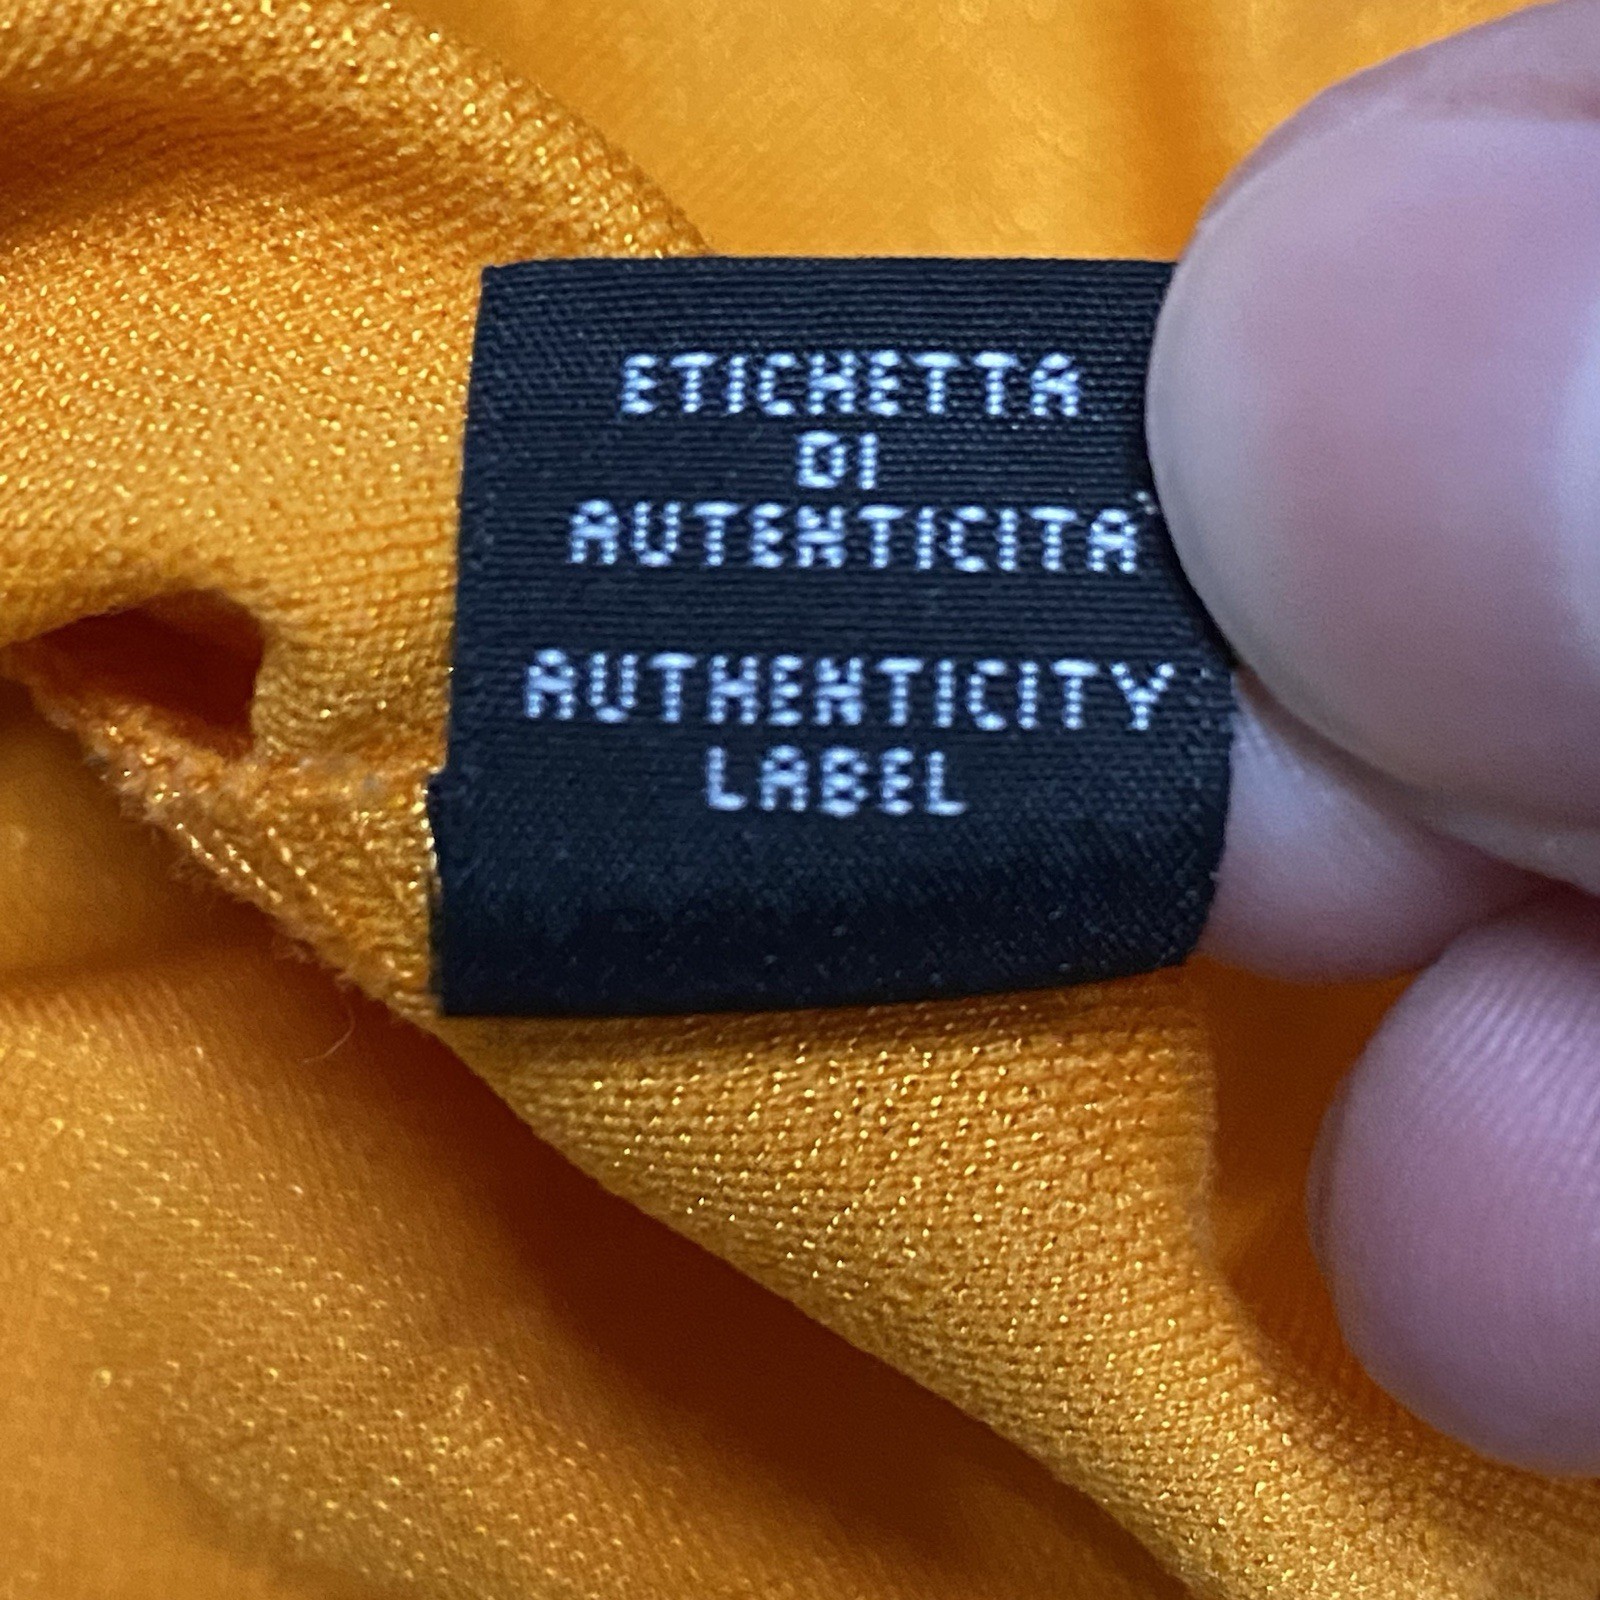 ETICHETTA
DI
AUTENTICITA'
AUTHENTICITY
LABEL